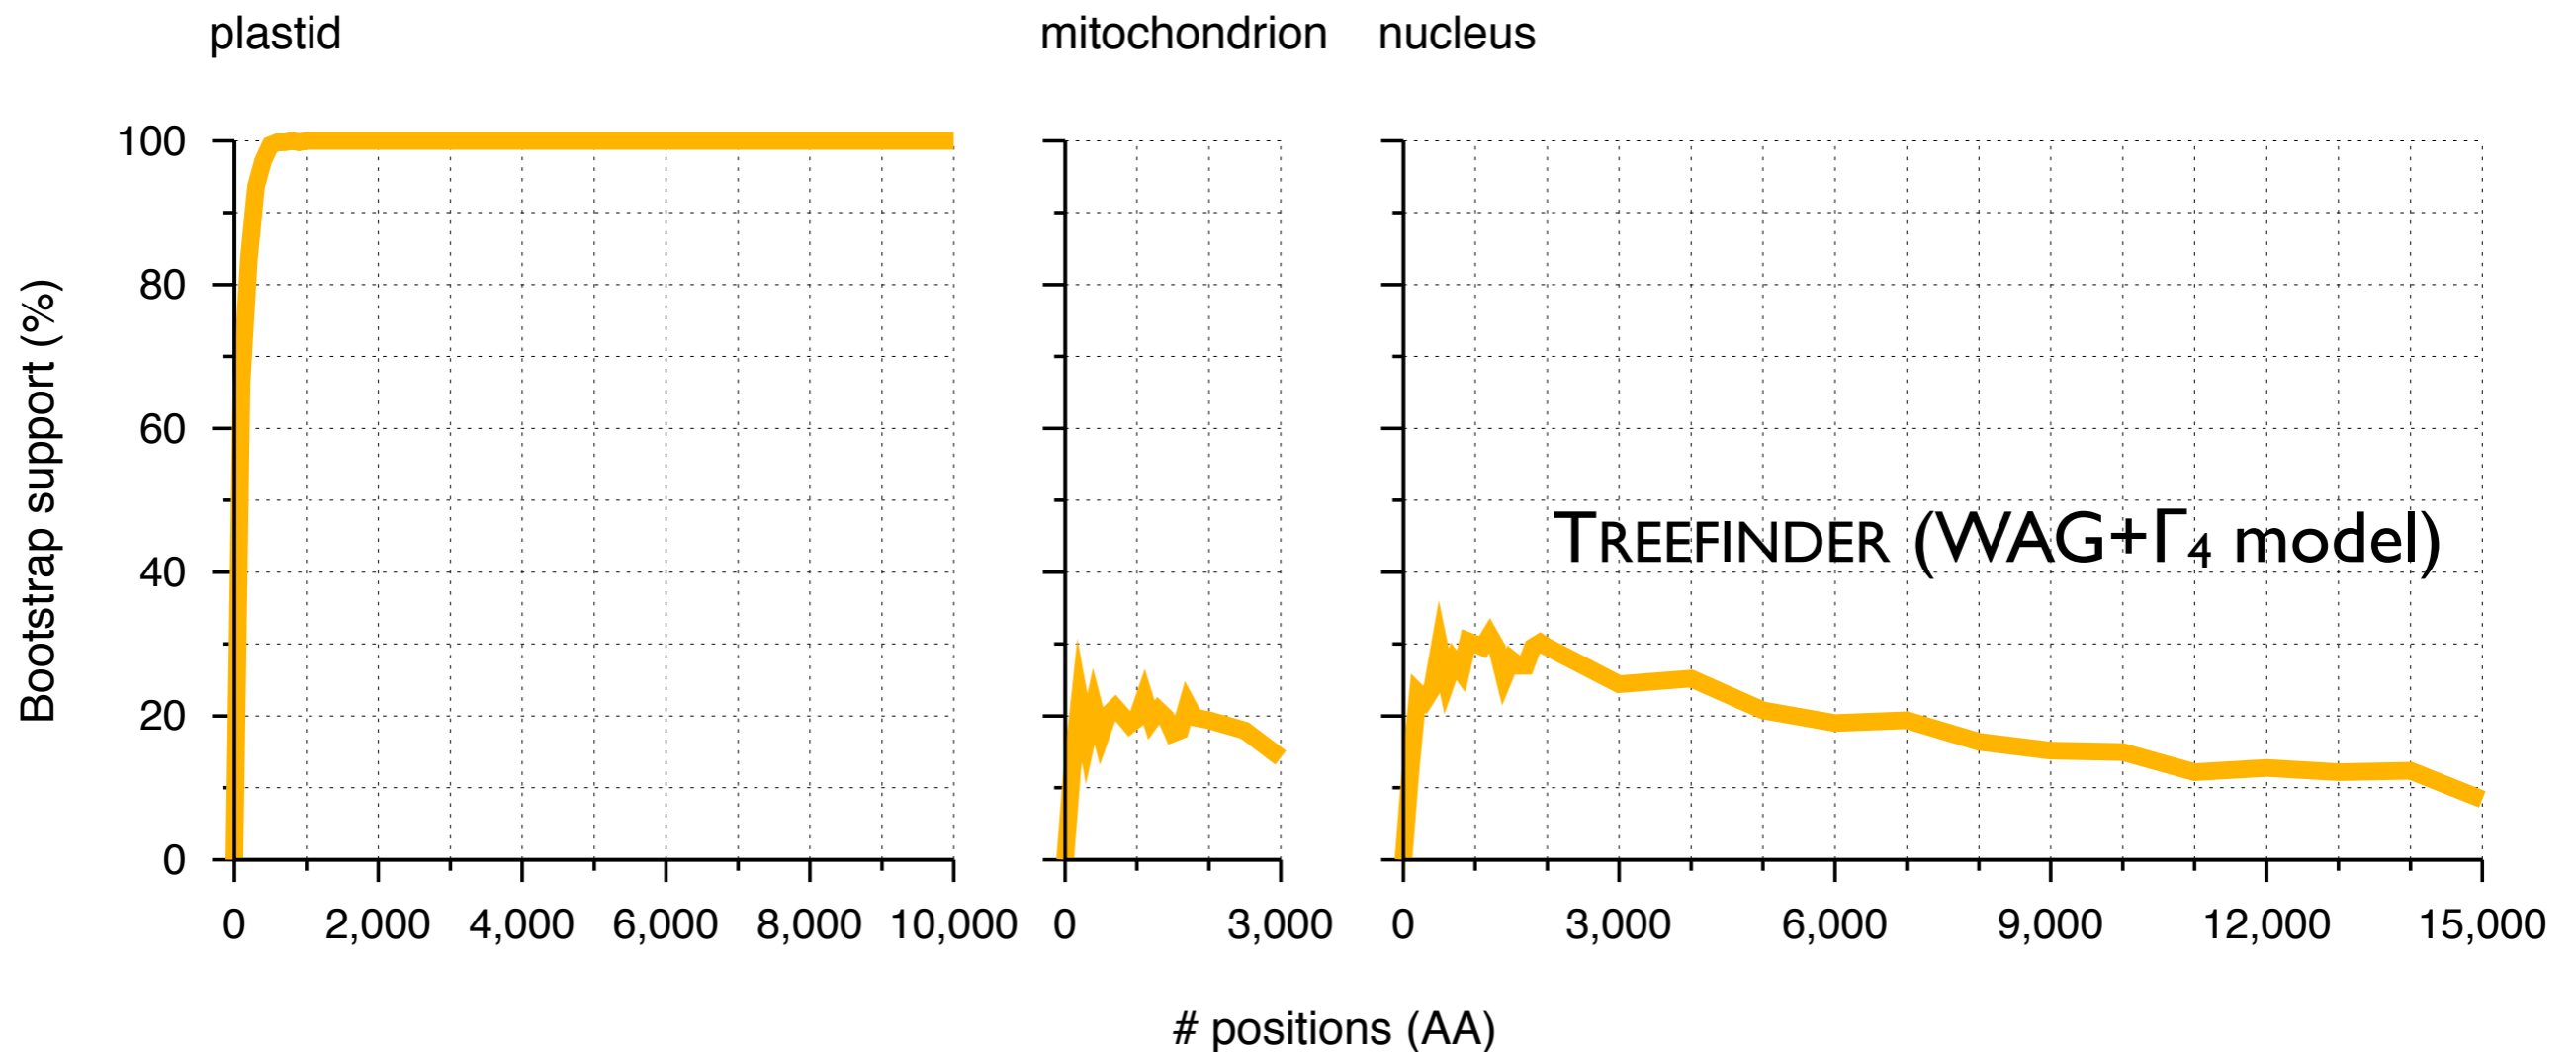 plastid mitochondrion nucleus
Bootstrap support (%)
100
80
60
40
20
0
TREEFINDER (WAG+Γ4 model)
0 2,000 4,000 6,000 8,000 10,000 0 3,000 0 3,000 6,000 9,000 12,000 15,000
# positions (AA)